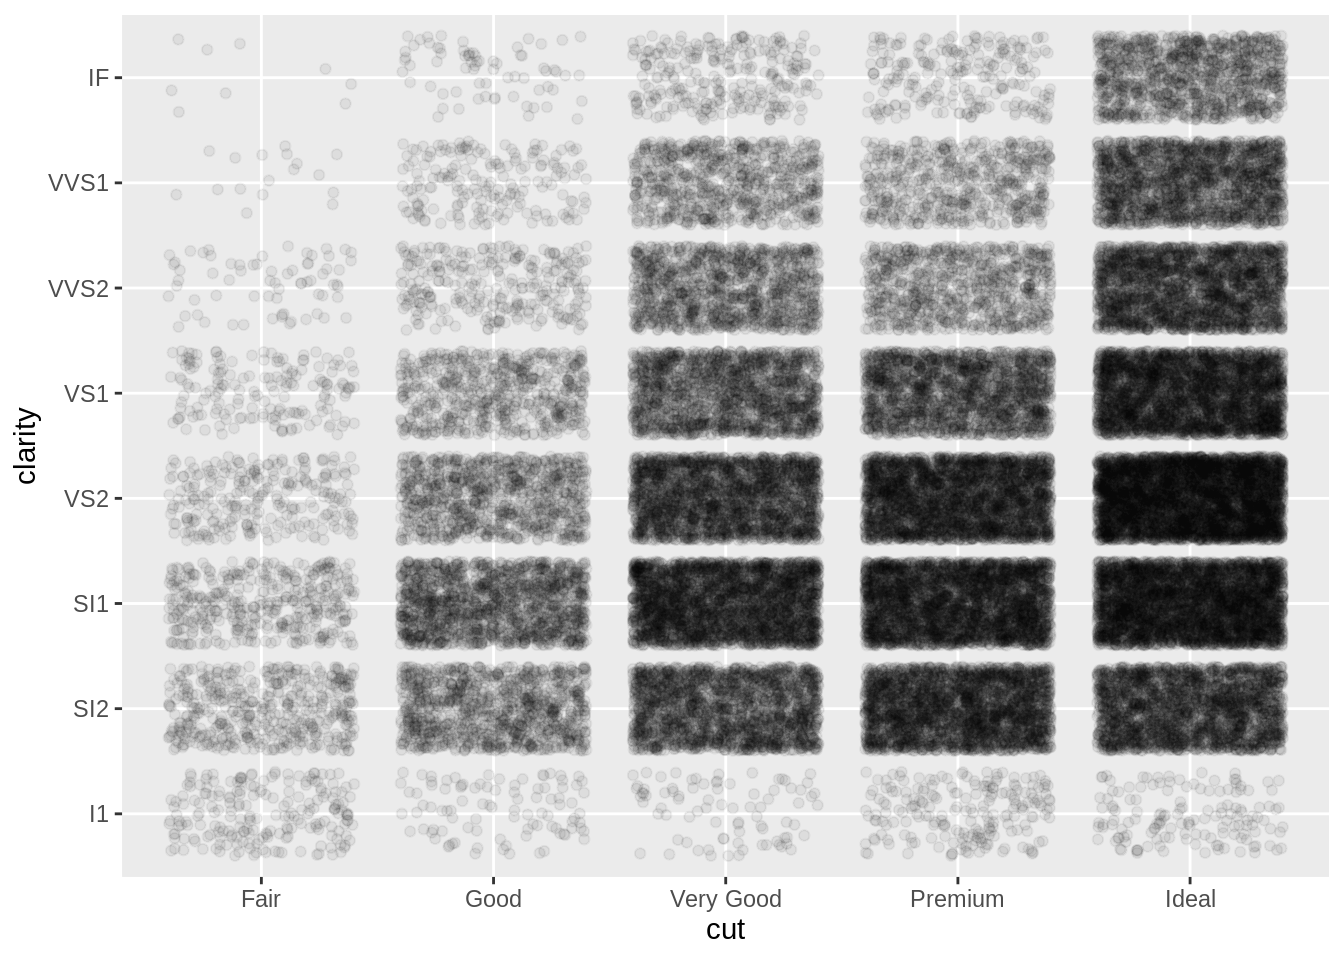 IF
VVS1
VVS2
VS1
VS2
SI1
SI2
I1
clarity
Fair Good Very Good Premium Ideal
cut